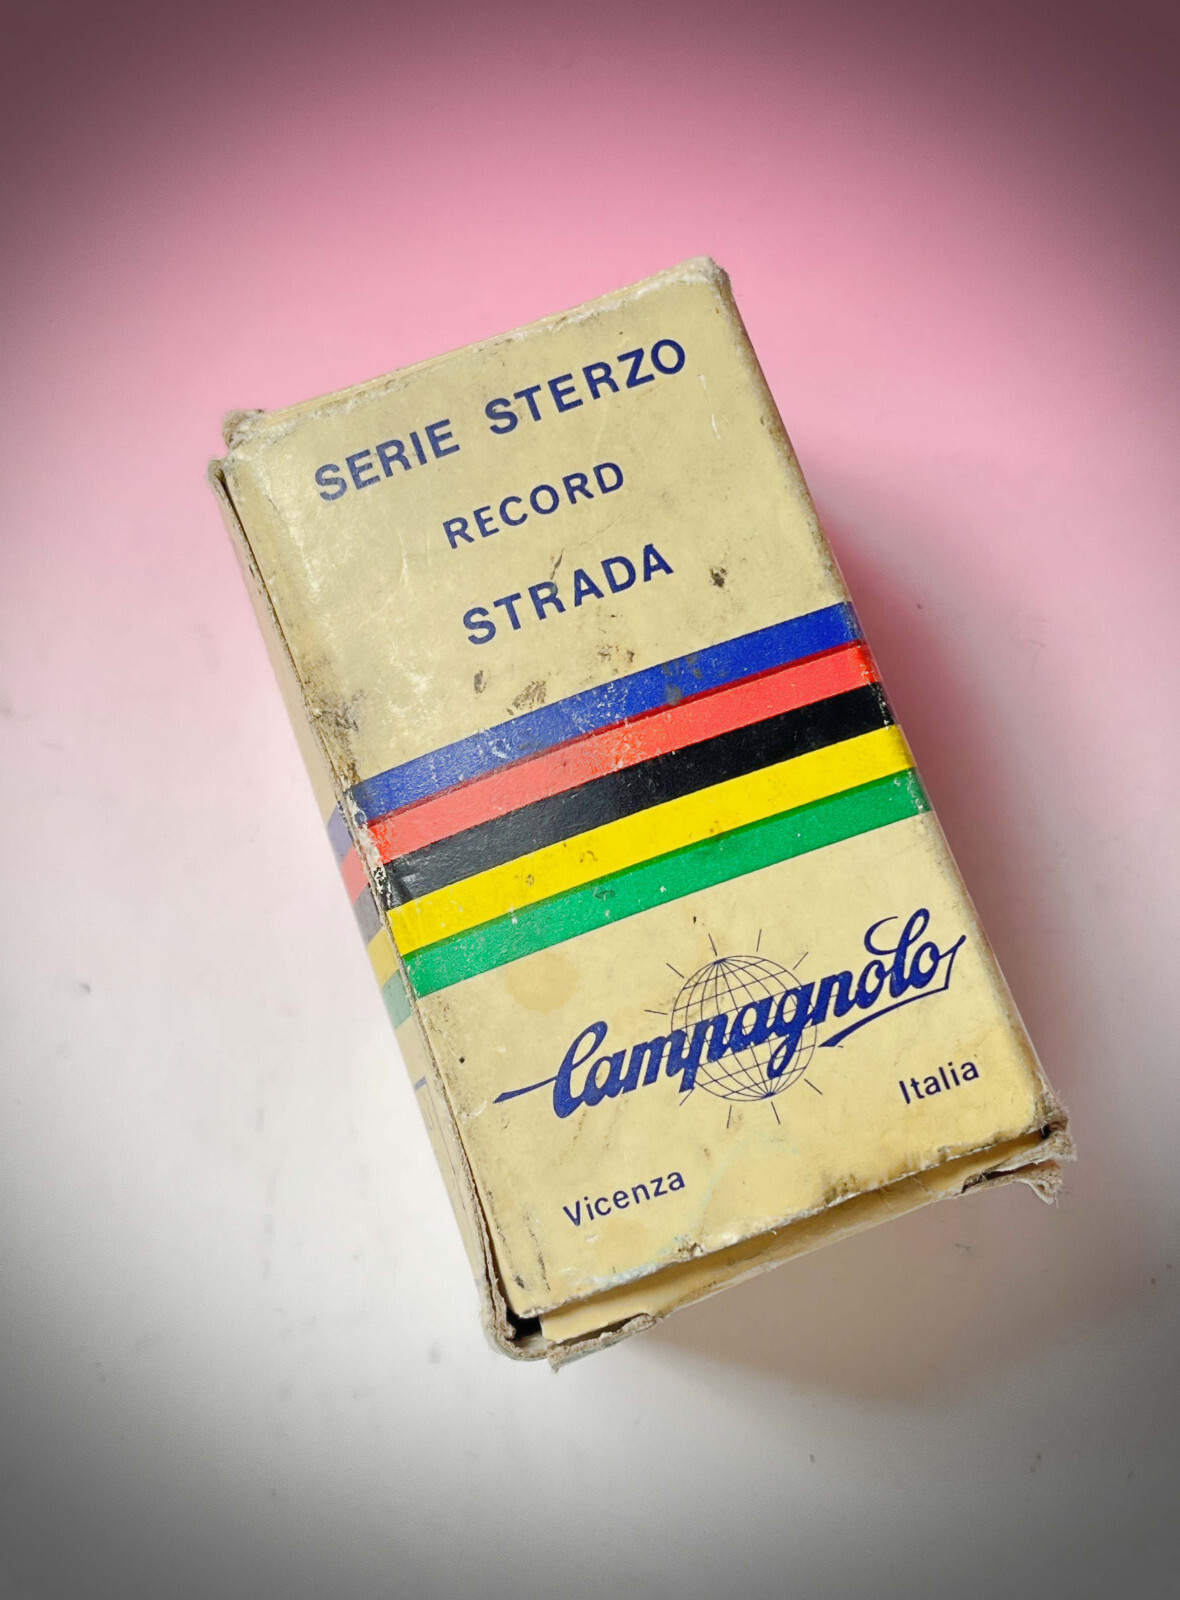 SERIE STERZO
RECORD
STRADA
Campagnolo
Vicenza
Italia